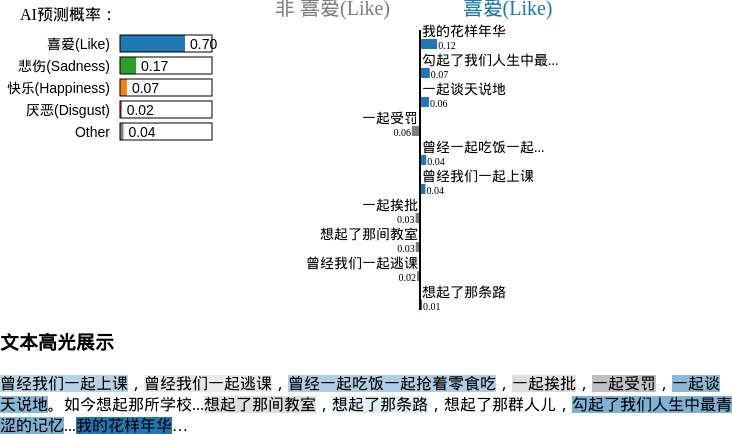 AI预测概率：
喜爱(Like) 0.70
悲伤(Sadness) 0.17
快乐(Happiness) 0.07
厌恶(Disgust) 0.02
Other 0.04
非 喜爱(Like) 喜爱(Like)
我的花样年华
0.12
勾起了我们人生中最...
0.07
一起谈天说地
0.06
一起受罚
0.06
曾经一起吃饭一起...
0.04
曾经我们一起上课
0.04
一起挨批
0.03
想起了那间教室
0.03
曾经我们一起逃课
0.02
想起了那条路
0.01
文本高光展示
曾经我们一起上课，曾经我们一起逃课，曾经一起吃饭一起抢着零食吃，一起挨批，一起受罚，一起谈
天说地。如今想起那所学校...想起了那间教室，想起了那条路，想起了那群人儿，勾起了我们人生中最青
涩的记忆...我的花样年华...